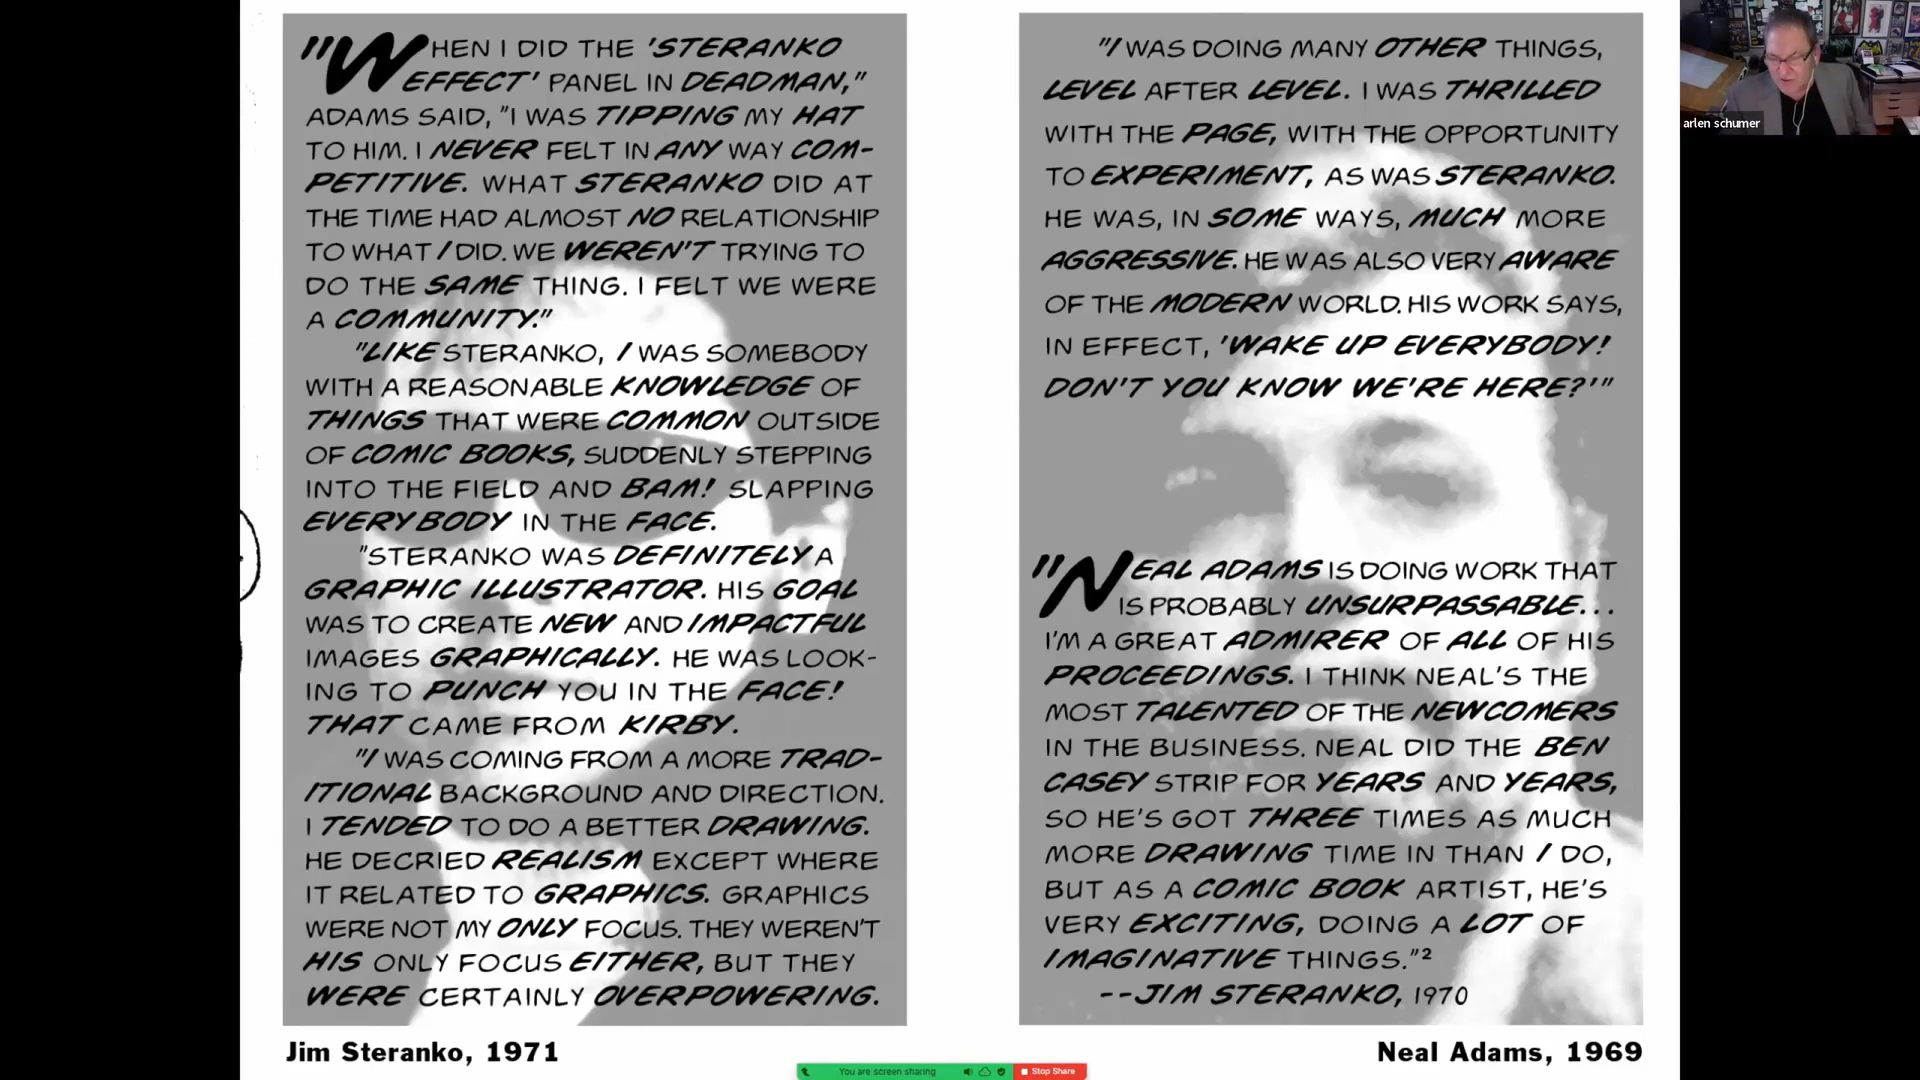 "WHEN I DID THE 'STERANKO
EFFECT' PANEL IN DEADMAN,"
ADAMS SAID, "I WAS TIPPING MY HAT
TO HIM. I NEVER FELT IN ANY WAY COM-
PETITIVE. WHAT STERANKO DID AT
THE TIME HAD ALMOST NO RELATIONSHIP
TO WHAT I DID. WE WEREN'T TRYING TO
DO THE SAME THING. I FELT WE WERE
A COMMUNITY."
"LIKE STERANKO, I WAS SOMEBODY
WITH A REASONABLE KNOWLEDGE OF
THINGS THAT WERE COMMON OUTSIDE
OF COMIC BOOKS, SUDDENLY STEPPING
INTO THE FIELD AND BAM! SLAPPING
EVERYBODY IN THE FACE.
"STERANKO WAS DEFINITELY A
GRAPHIC ILLUSTRATOR. HIS GOAL
WAS TO CREATE NEW AND IMPACTFUL
IMAGES GRAPHICALLY. HE WAS LOOK-
ING TO PUNCH YOU IN THE FACE!
THAT CAME FROM KIRBY.
"I WAS COMING FROM A MORE TRAD-
ITIONAL BACKGROUND AND DIRECTION.
I TENDED TO DO A BETTER DRAWING.
HE DECRIED REALISM EXCEPT WHERE
IT RELATED TO GRAPHICS. GRAPHICS
WERE NOT MY ONLY FOCUS. THEY WEREN'T
HIS ONLY FOCUS EITHER, BUT THEY
WERE CERTAINLY OVERPOWERING.
Jim Steranko, 1971
"I WAS DOING MANY OTHER THINGS,
LEVEL AFTER LEVEL. I WAS THRILLED
WITH THE PAGE, WITH THE OPPORTUNITY
TO EXPERIMENT, AS WAS STERANKO.
HE WAS, IN SOME WAYS, MUCH MORE
AGGRESSIVE. HE WAS ALSO VERY AWARE
OF THE MODERN WORLD. HIS WORK SAYS,
IN EFFECT, 'WAKE UP EVERYBODY!
DON'T YOU KNOW WE'RE HERE?'"
"NEAL ADAMS IS DOING WORK THAT
IS PROBABLY UNSURPASSABLE...
I'M A GREAT ADMIRER OF ALL OF HIS
PROCEEDINGS. I THINK NEAL'S THE
MOST TALENTED OF THE NEWCOMERS
IN THE BUSINESS. NEAL DID THE BEN
CASEY STRIP FOR YEARS AND YEARS,
SO HE'S GOT THREE TIMES AS MUCH
MORE DRAWING TIME IN THAN I DO,
BUT AS A COMIC BOOK ARTIST, HE'S
VERY EXCITING, DOING A LOT OF
IMAGINATIVE THINGS."²
--JIM STERANKO, 1970
Neal Adams, 1969
arlen schumer
You are screen sharing
Stop Share